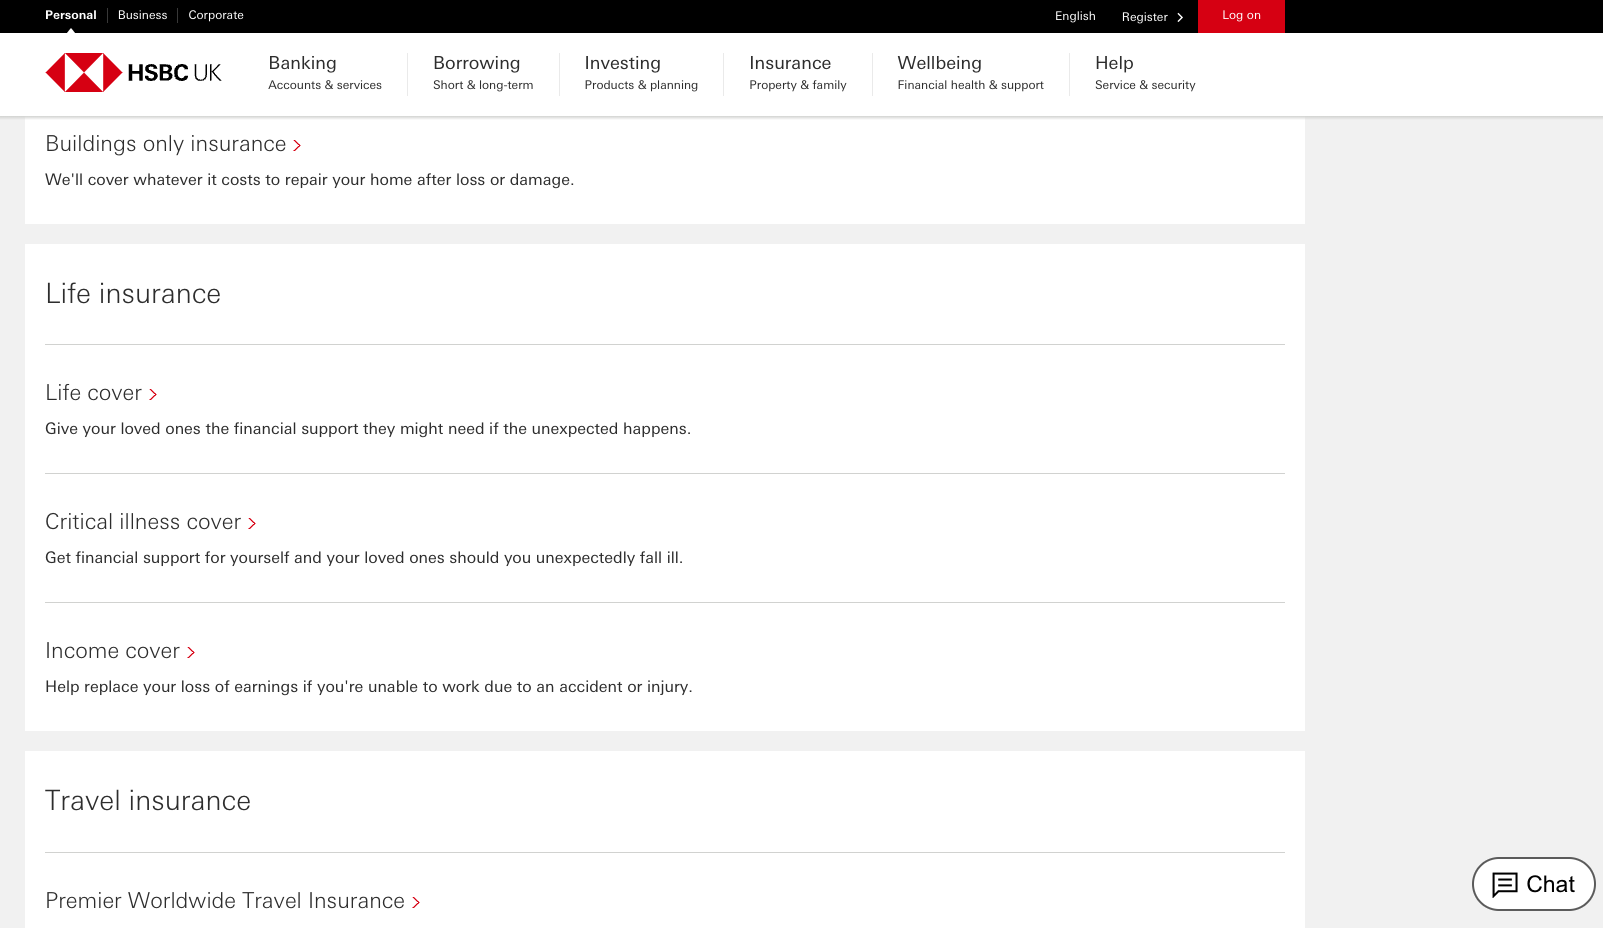 Personal
Business
Corporate
English
Register
Log on
HSBC UK
Banking
Accounts & services
Borrowing
Short & long-term
Investing
Products & planning
Insurance
Property & family
Wellbeing
Financial health & support
Help
Service & security
Buildings only insurance
We'll cover whatever it costs to repair your home after loss or damage.
Life insurance
Life cover
Give your loved ones the financial support they might need if the unexpected happens.
Critical illness cover
Get financial support for yourself and your loved ones should you unexpectedly fall ill.
Income cover
Help replace your loss of earnings if you're unable to work due to an accident or injury.
Travel insurance
Premier Worldwide Travel Insurance
Chat